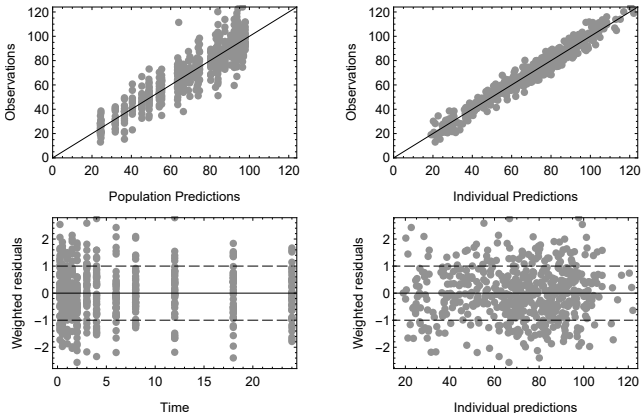 120
100
80
60
40
20
0
Observations
0 20 40 60 80 100 120
Population Predictions
120
100
80
60
40
20
0
Observations
0 20 40 60 80 100 120
Individual Predictions
2
1
0
−1
−2
Weighted residuals
0 5 10 15 20
Time
2
1
0
−1
−2
Weighted residuals
20 40 60 80 100 120
Individual predictions